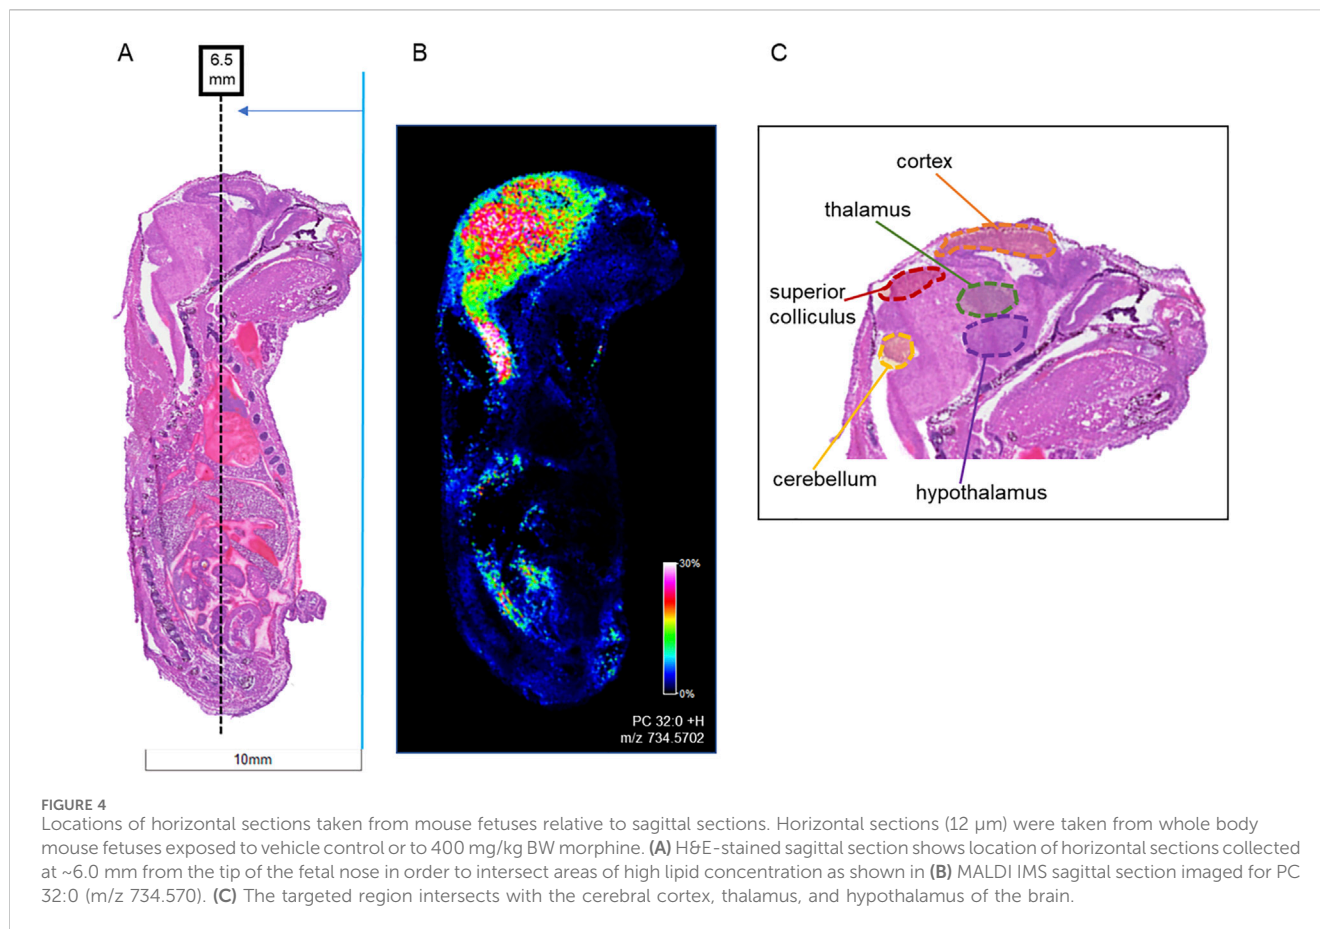 A
6.5
mm
10mm
B
30%
0%
PC 32:0 +H
m/z 734.5702
C
cortex
thalamus
superior
colliculus
cerebellum
hypothalamus
FIGURE 4
Locations of horizontal sections taken from mouse fetuses relative to sagittal sections. Horizontal sections (12 µm) were taken from whole body
mouse fetuses exposed to vehicle control or to 400 mg/kg BW morphine. (A) H&E-stained sagittal section shows location of horizontal sections collected
at ~6.0 mm from the tip of the fetal nose in order to intersect areas of high lipid concentration as shown in (B) MALDI IMS sagittal section imaged for PC
32:0 (m/z 734.570). (C) The targeted region intersects with the cerebral cortex, thalamus, and hypothalamus of the brain.